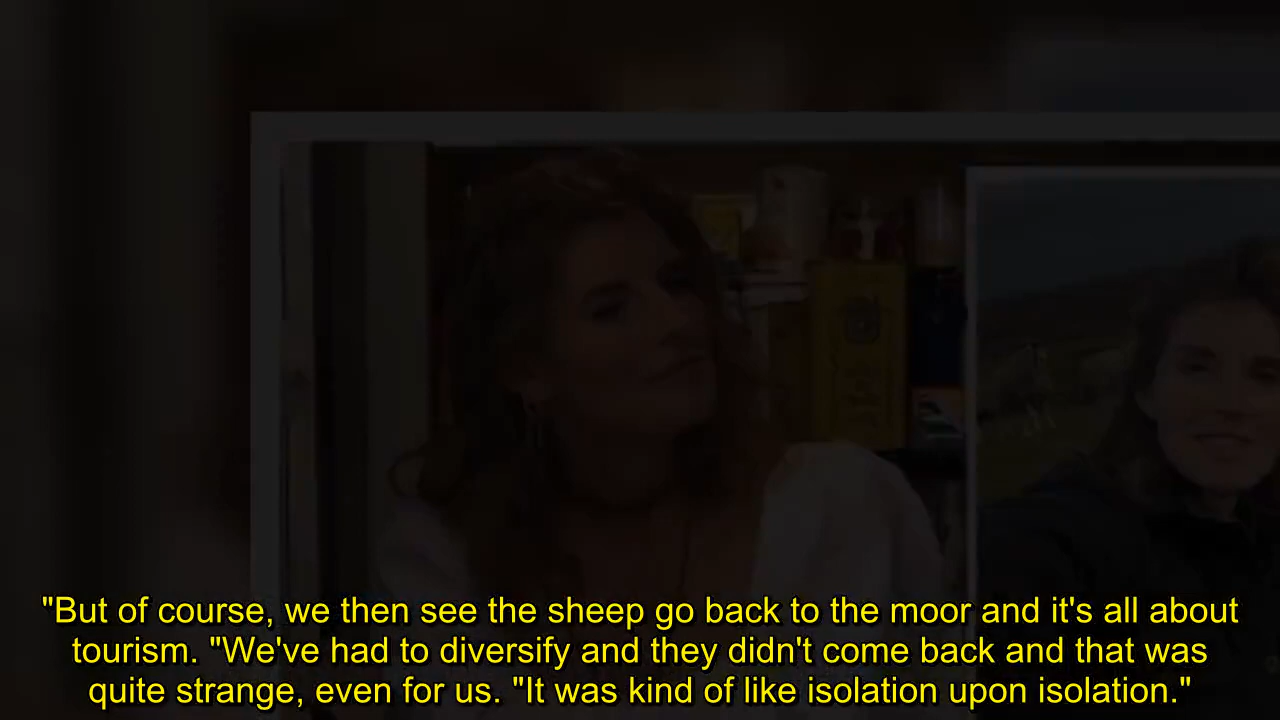 "But of course, we then see the sheep go back to the moor and it's all about
tourism. "We've had to diversify and they didn't come back and that was
quite strange, even for us. "It was kind of like isolation upon isolation."